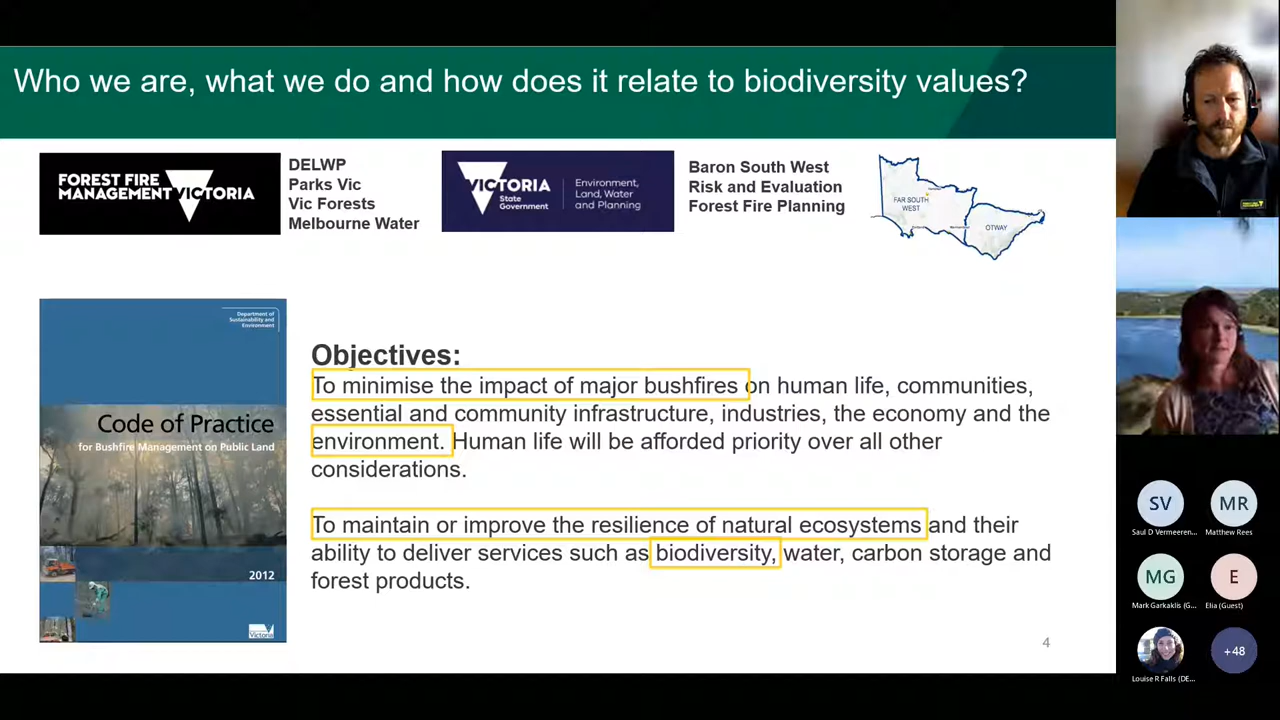 Who we are, what we do and how does it relate to biodiversity values?
FOREST FIRE
MANAGEMENT
VICTORIA
DELWP
Parks Vic
Vic Forests
Melbourne Water
VICTORIA
State
Government
Environment,
Land, Water
and Planning
Baron South West
Risk and Evaluation
Forest Fire Planning
FAR SOUTH
WEST
OTWAY
Department of
Sustainability and
Environment
Code of Practice
for Bushfire Management on Public Land
2012
Victoria
Objectives:
To minimise the impact of major bushfires on human life, communities,
essential and community infrastructure, industries, the economy and the
environment. Human life will be afforded priority over all other
considerations.
To maintain or improve the resilience of natural ecosystems and their
ability to deliver services such as biodiversity, water, carbon storage and
forest products.
4
SV
Saul D Vermeeren...
MR
Matthew Rees
MG
Mark Garkaklis (G...
E
Elia (Guest)
Louise R Falls (DE...
+48